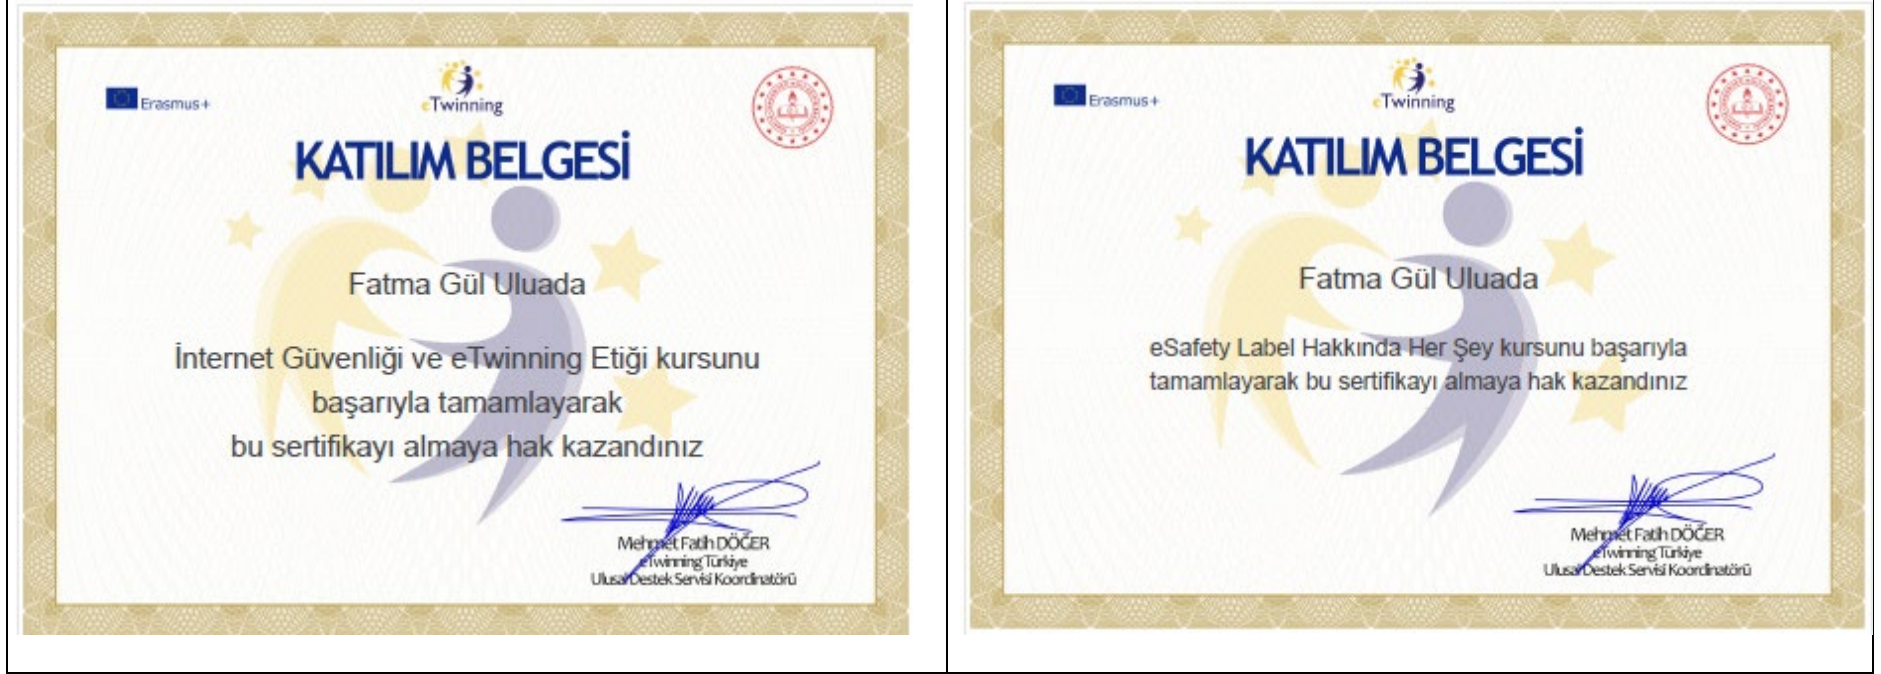 Erasmus+
eTwinning
KATILIM BELGESİ
Fatma Gül Uluada
İnternet Güvenliği ve eTwinning Etiği kursunu
başarıyla tamamlayarak
bu sertifikayı almaya hak kazandınız
Mehmet Fatih DÖĞER
eTwinning Türkiye
Ulusal Destek Servisi Koordinatörü
Erasmus+
eTwinning
KATILIM BELGESİ
Fatma Gül Uluada
eSafety Label Hakkında Her Şey kursunu başarıyla
tamamlayarak bu sertifikayı almaya hak kazandınız
Mehmet Fatih DÖĞER
eTwinning Türkiye
Ulusal Destek Servisi Koordinatörü